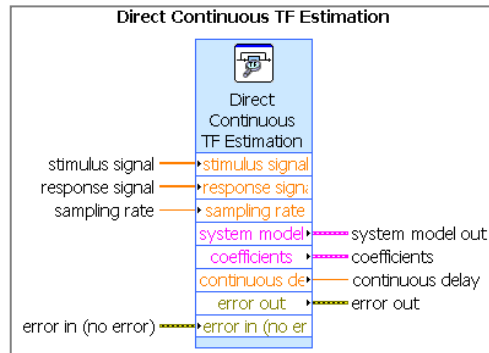 Direct Continuous TF Estimation
TF
Direct
Continuous
TF Estimation
stimulus signal
stimulus signal
response signal
response signa
sampling rate
sampling rate
system model
system model out
coefficients
coefficients
continuous de
continuous delay
error out
error out
error in (no error)
error in (no er